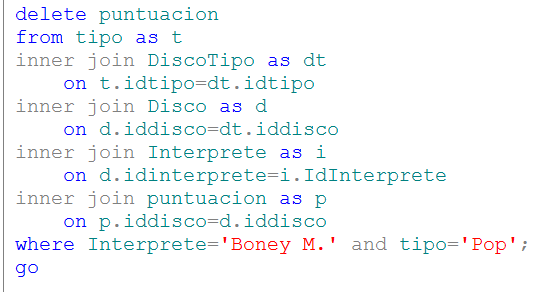 delete puntuacion
from tipo as t
inner join DiscoTipo as dt
    on t.idtipo=dt.idtipo
inner join Disco as d
    on d.iddisco=dt.iddisco
inner join Interprete as i
    on d.idinterprete=i.IdInterprete
inner join puntuacion as p
    on p.iddisco=d.iddisco
where Interprete='Boney M.' and tipo='Pop';
go